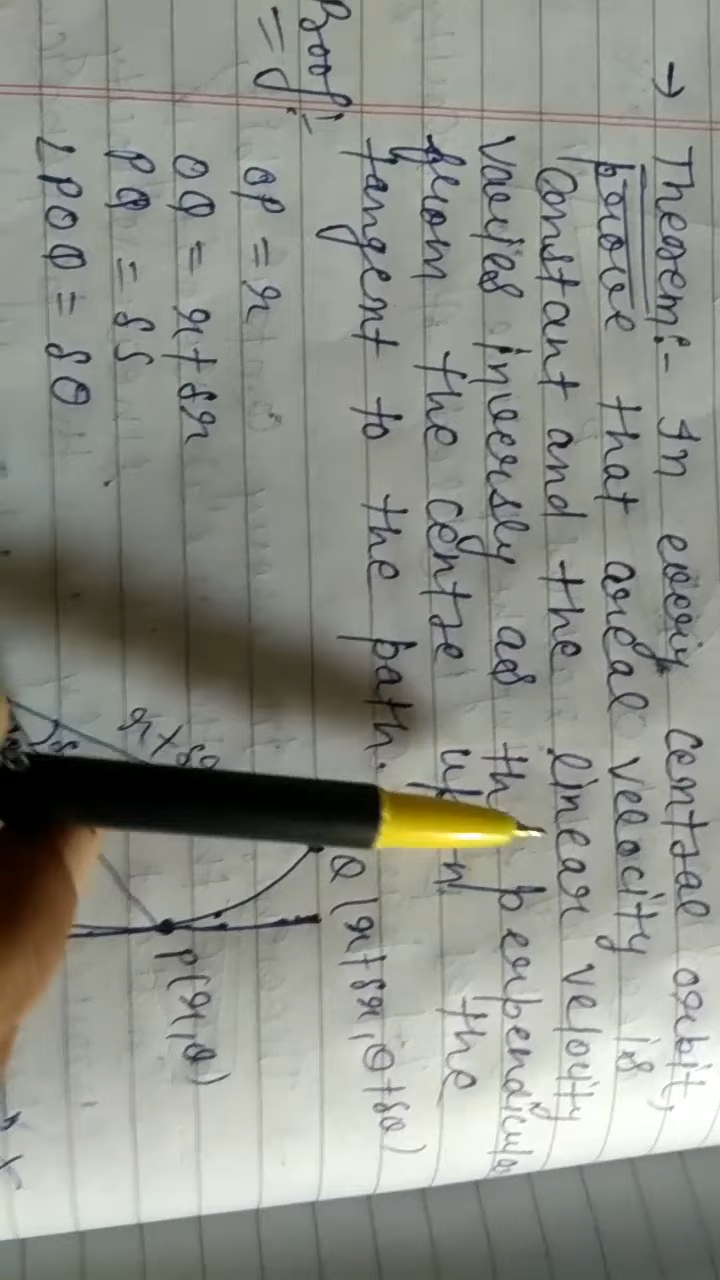 → Theorem:- In every central orbit,
prove that areal velocity is
constant and the linear velocity
varies inversly as the perpendicular
from the centre upon the
tangent to the path.
Proof:-
OP = r
OQ = r+δr
PQ = δs
∠POQ = δθ
Q(r+δr, θ+δθ)
P(r, θ)